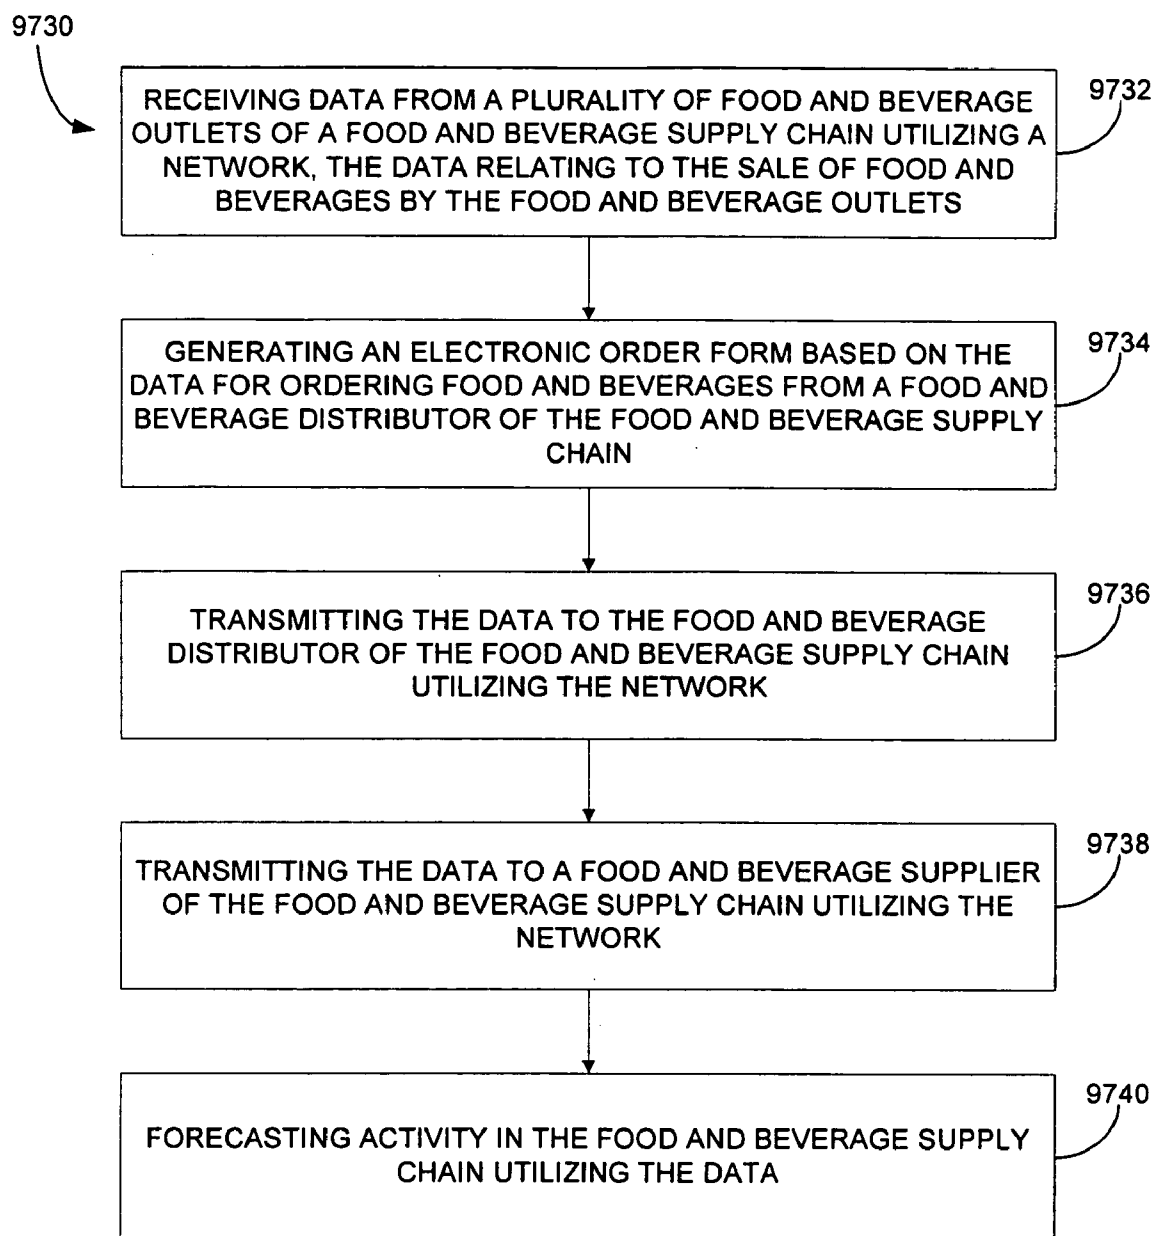 9730
RECEIVING DATA FROM A PLURALITY OF FOOD AND BEVERAGE
OUTLETS OF A FOOD AND BEVERAGE SUPPLY CHAIN UTILIZING A
NETWORK, THE DATA RELATING TO THE SALE OF FOOD AND
BEVERAGES BY THE FOOD AND BEVERAGE OUTLETS
9732
GENERATING AN ELECTRONIC ORDER FORM BASED ON THE
DATA FOR ORDERING FOOD AND BEVERAGES FROM A FOOD AND
BEVERAGE DISTRIBUTOR OF THE FOOD AND BEVERAGE SUPPLY
CHAIN
9734
TRANSMITTING THE DATA TO THE FOOD AND BEVERAGE
DISTRIBUTOR OF THE FOOD AND BEVERAGE SUPPLY CHAIN
UTILIZING THE NETWORK
9736
TRANSMITTING THE DATA TO A FOOD AND BEVERAGE SUPPLIER
OF THE FOOD AND BEVERAGE SUPPLY CHAIN UTILIZING THE
NETWORK
9738
FORECASTING ACTIVITY IN THE FOOD AND BEVERAGE SUPPLY
CHAIN UTILIZING THE DATA
9740